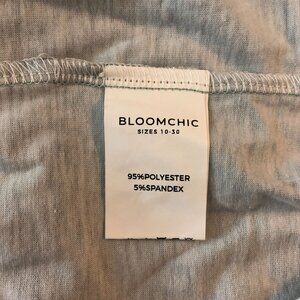 BLOOMCHIC
SIZES 10-30
95%POLYESTER
5%SPANDEX